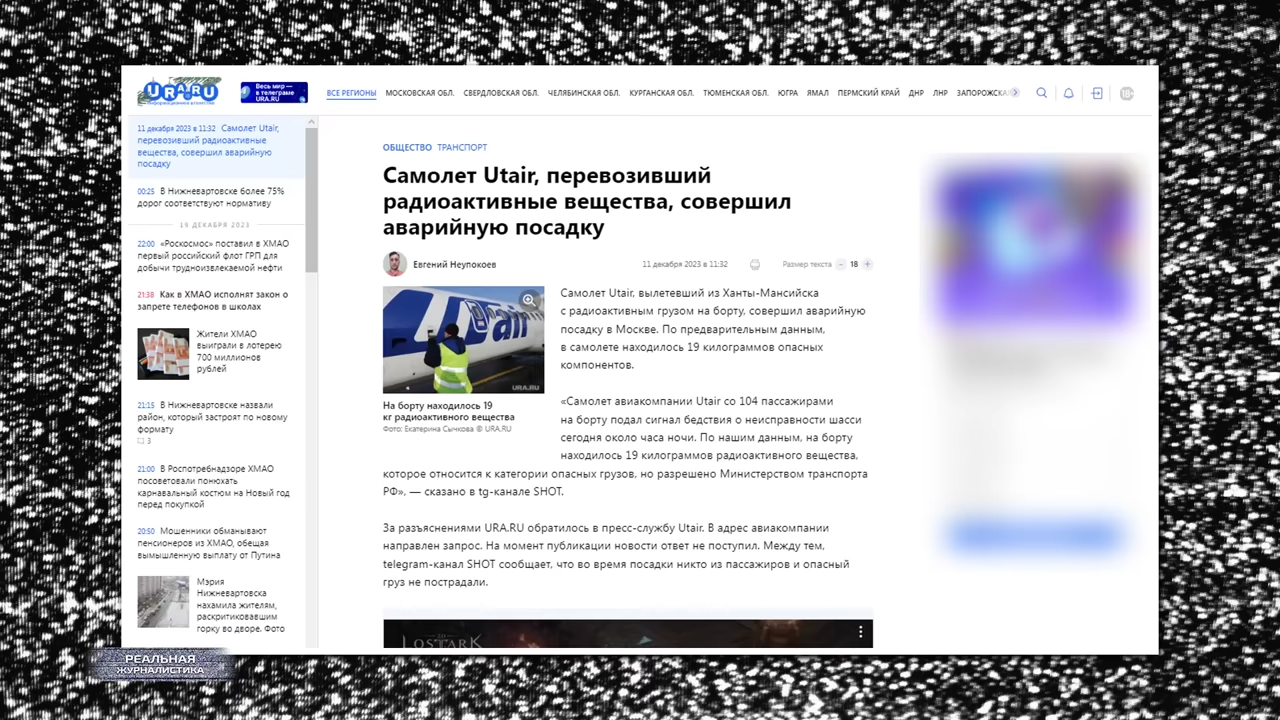 URA.RU
информационное агентство
Весь мир —
в телеграме
URA.RU
ВСЕ РЕГИОНЫ МОСКОВСКАЯ ОБЛ. СВЕРДЛОВСКАЯ ОБЛ. ЧЕЛЯБИНСКАЯ ОБЛ. КУРГАНСКАЯ ОБЛ. ТЮМЕНСКАЯ ОБЛ. ЮГРА ЯМАЛ ПЕРМСКИЙ КРАЙ ДНР ЛНР ЗАПОРОЖСКА
18+
11 декабря 2023 в 11:32 Самолет Utair,
перевозивший радиоактивные
вещества, совершил аварийную
посадку
00:25 В Нижневартовске более 75%
дорог соответствуют нормативу
19 ДЕКАБРЯ 2023
22:00 «Роскосмос» поставил в ХМАО
первый российский флот ГРП для
добычи трудноизвлекаемой нефти
21:38 Как в ХМАО исполнят закон о
запрете телефонов в школах
Жители ХМАО
выиграли в лотерею
700 миллионов
рублей
21:15 В Нижневартовске назвали
район, который застроят по новому
формату
3
21:00 В Роспотребнадзоре ХМАО
посоветовали понюхать
карнавальный костюм на Новый год
перед покупкой
20:50 Мошенники обманывают
пенсионеров из ХМАО, обещая
вымышленную выплату от Путина
Мэрия
Нижневартовска
нахамила жителям,
раскритиковавшим
горку во дворе. Фото
ОБЩЕСТВО ТРАНСПОРТ
Самолет Utair, перевозивший
радиоактивные вещества, совершил
аварийную посадку
Евгений Неупокоев 11 декабря 2023 в 11:32 Размер текста - 18 +
air
URA.RU
На борту находилось 19
кг радиоактивного вещества
Фото: Екатерина Сычкова © URA.RU
Самолет Utair, вылетевший из Ханты-Мансийска
с радиоактивным грузом на борту, совершил аварийную
посадку в Москве. По предварительным данным,
в самолете находилось 19 килограммов опасных
компонентов.
«Самолет авиакомпании Utair со 104 пассажирами
на борту подал сигнал бедствия о неисправности шасси
сегодня около часа ночи. По нашим данным, на борту
находилось 19 килограммов радиоактивного вещества,
которое относится к категории опасных грузов, но разрешено Министерством транспорта
РФ», — сказано в tg-канале SHOT.
За разъяснениями URA.RU обратилось в пресс-службу Utair. В адрес авиакомпании
направлен запрос. На момент публикации новости ответ не поступил. Между тем,
telegram-канал SHOT сообщает, что во время посадки никто из пассажиров и опасный
груз не пострадали.
LOSTARK
РЕАЛЬНАЯ
ЖУРНАЛИСТИКА